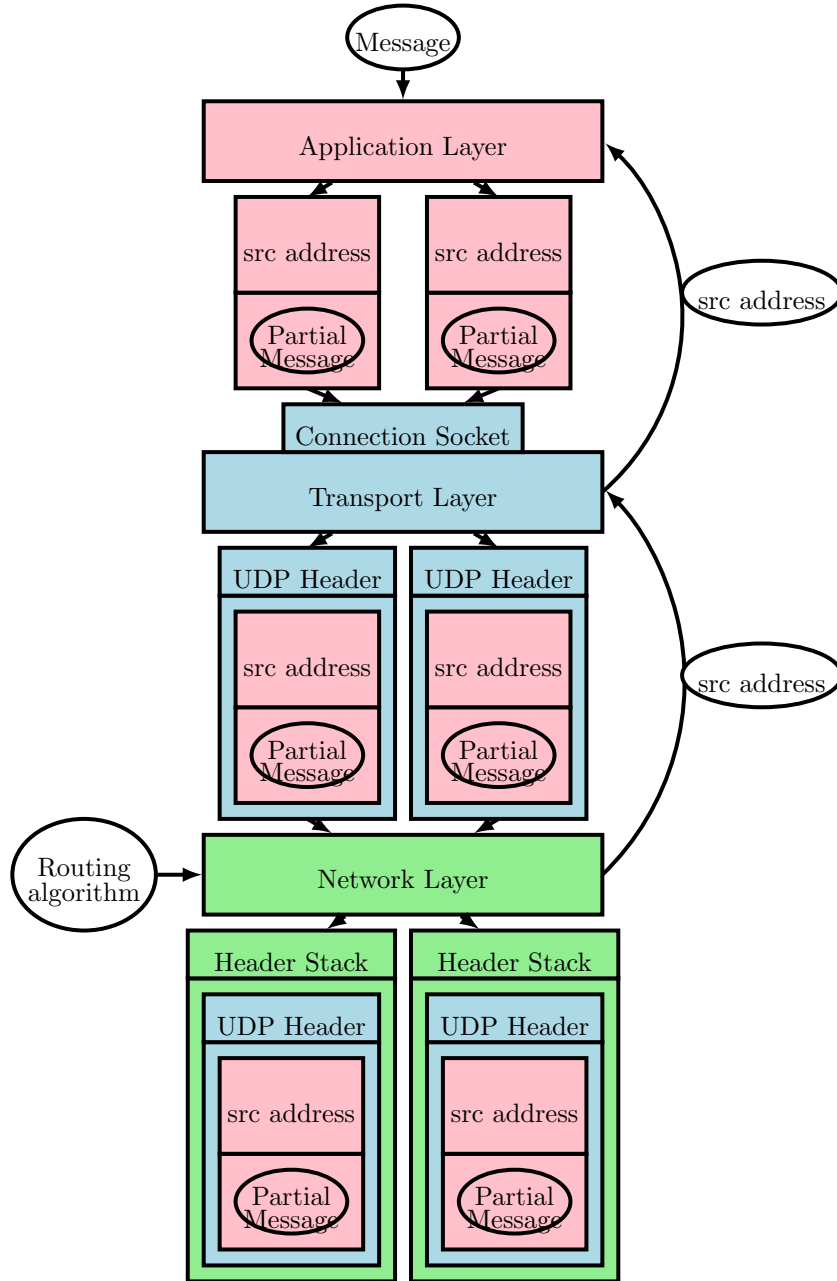 Message
Application Layer
src address
src address
Partial
Message
Partial
Message
src address
Connection Socket
Transport Layer
UDP Header
UDP Header
src address
src address
Partial
Message
Partial
Message
src address
Routing
algorithm
Network Layer
Header Stack
Header Stack
UDP Header
UDP Header
src address
src address
Partial
Message
Partial
Message